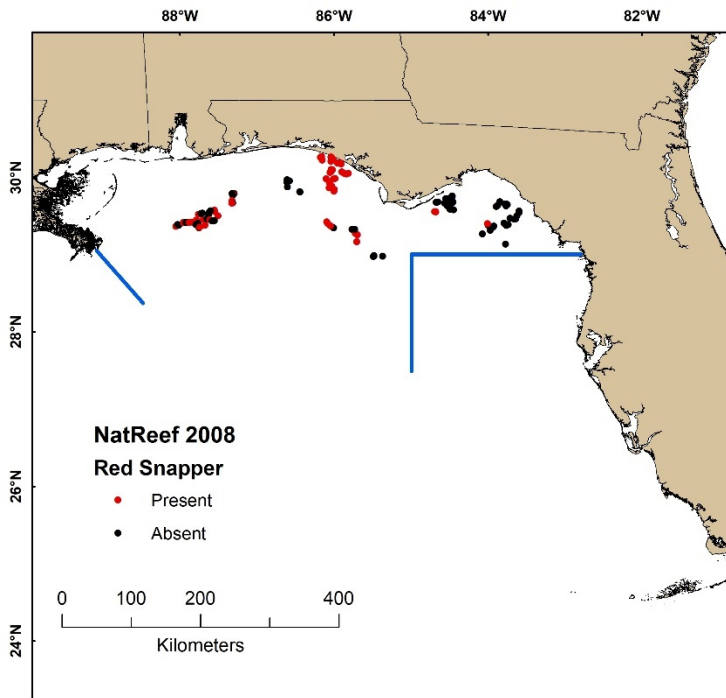 88°W 86°W 84°W 82°W
30°N
28°N
26°N
24°N
NatReef 2008
Red Snapper
Present
Absent
0 100 200 400
Kilometers